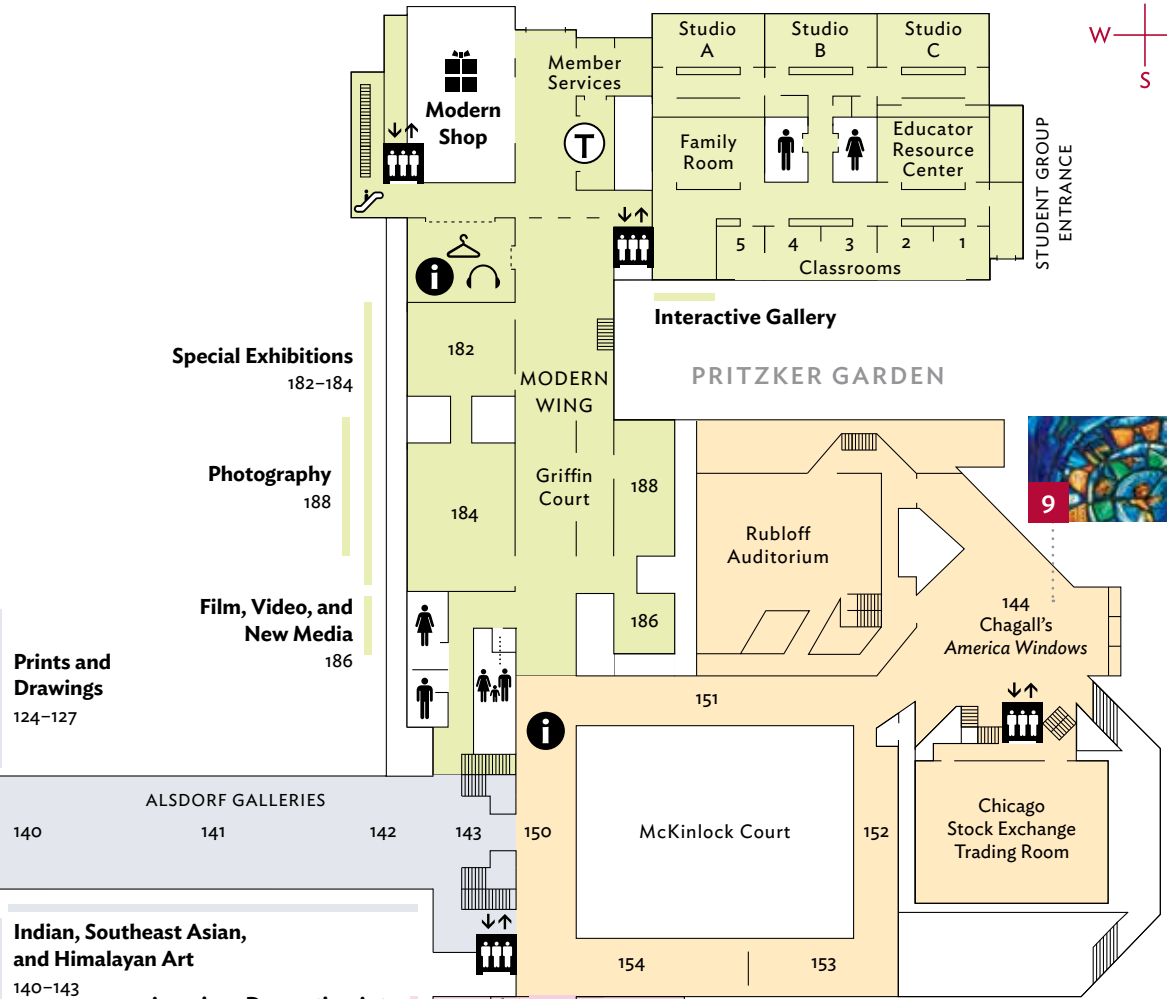 W
S
Studio
A
Studio
B
Studio
C
Member
Services
Modern
Shop
T
Family
Room
Educator
Resource
Center
STUDENT GROUP
ENTRANCE
5
4
3
2
1
Classrooms
i
Interactive Gallery
Special Exhibitions
182–184
182
MODERN
WING
PRITZKER GARDEN
Photography
188
184
Griffin
Court
188
9
Rubloff
Auditorium
Film, Video, and
New Media
186
186
144
Chagall's
America Windows
Prints and
Drawings
124–127
151
i
ALSDORF GALLERIES
140
141
142
143
150
McKinlock Court
152
Chicago
Stock Exchange
Trading Room
Indian, Southeast Asian,
and Himalayan Art
140–143
154
153